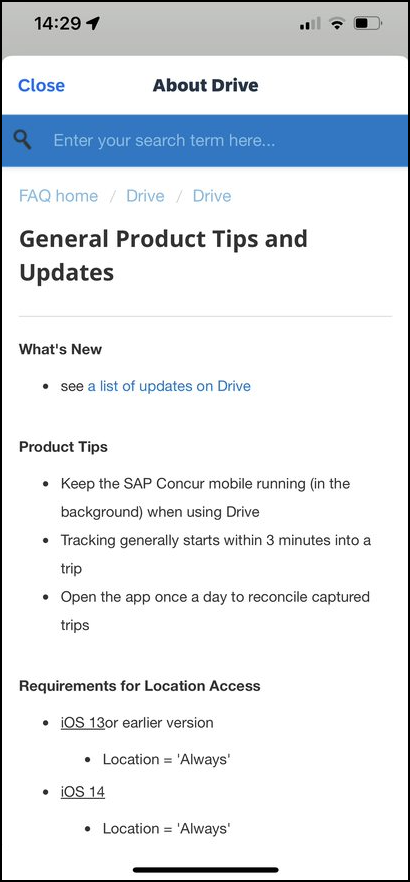 14:29
Close
About Drive
Enter your search term here...
FAQ home / Drive / Drive
General Product Tips and
Updates
What's New
• see a list of updates on Drive
Product Tips
• Keep the SAP Concur mobile running (in the
background) when using Drive
• Tracking generally starts within 3 minutes into a
trip
• Open the app once a day to reconcile captured
trips
Requirements for Location Access
• iOS 13or earlier version
• Location = 'Always'
• iOS 14
• Location = 'Always'